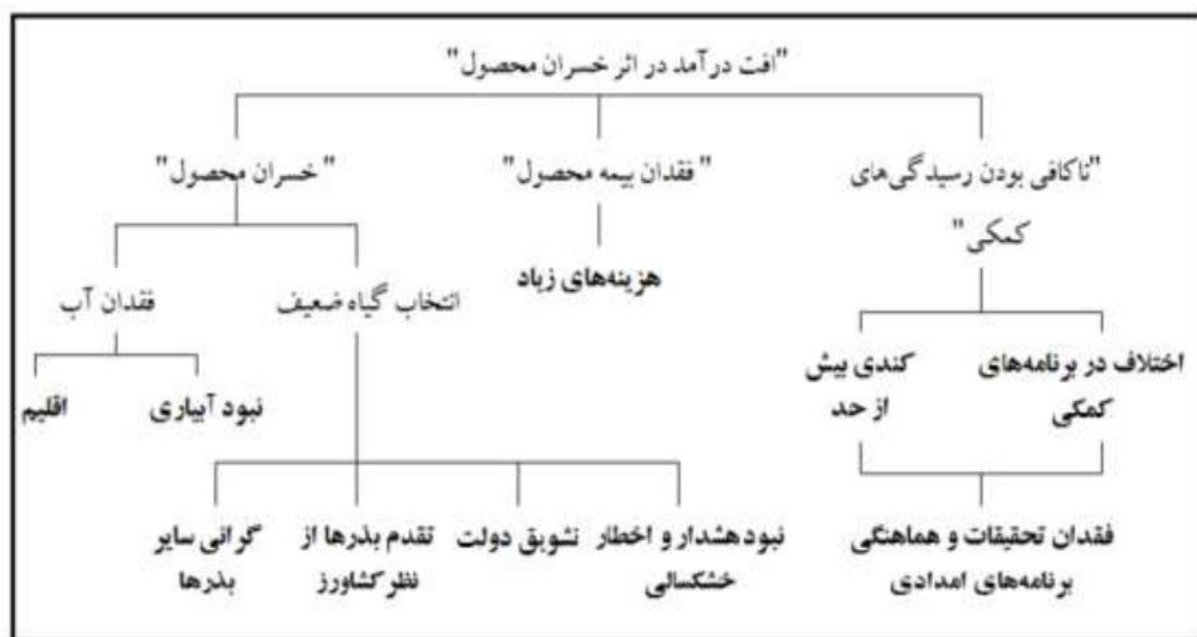 "افت درآمد در اثر خسران محصول"
"ناکافی بودن رسیدگی‌های
کمکی"
"فقدان بیمه محصول"
"خسران محصول"
هزینه‌های زیاد
انتخاب گیاه ضعیف
فقدان آب
اختلاف در برنامه‌های
کمکی
کندی بیش
از حد
نبود آبیاری
اقلیم
فقدان تحقیقات و هماهنگی
برنامه‌های امدادی
نبود هشدار و اخطار
خشکسالی
نشویق دولت
تقدم بذرها از
نظر کشاورز
گرانی سایر
بذرها